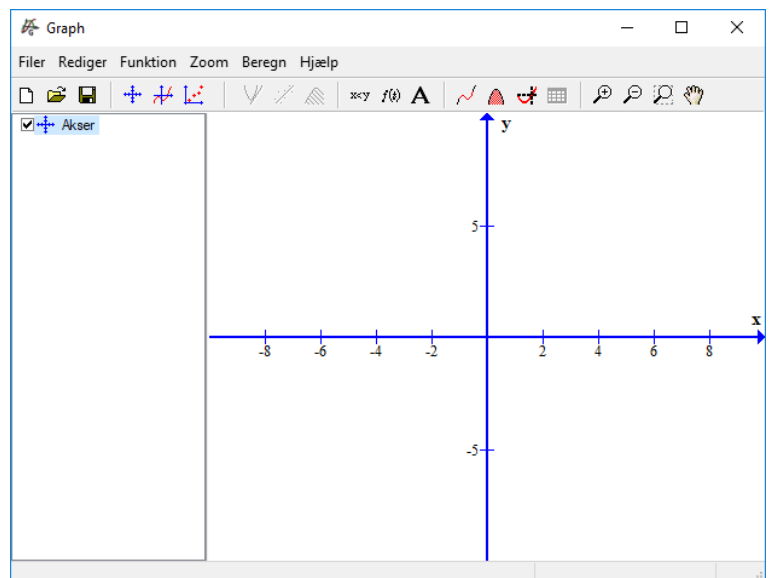 Graph
Filer Rediger Funktion Zoom Beregn Hjælp
x<y f(t) A
Akser
y
5
x
-8 -6 -4 -2 2 4 6 8
-5